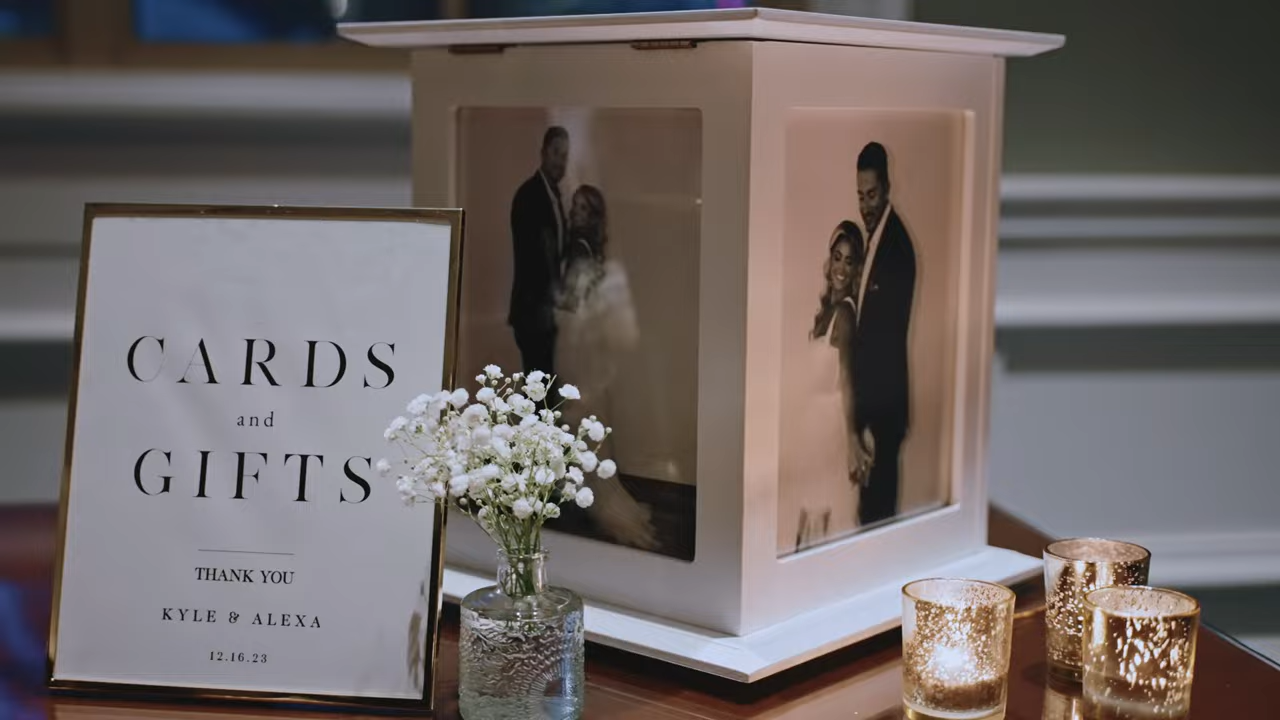 CARDS
and
GIFTS
THANK YOU
KYLE & ALEXA
12.16.23